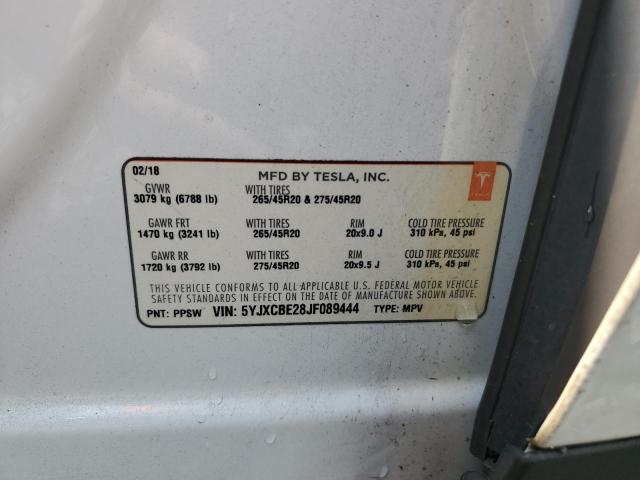 02/18 MFD BY TESLA, INC.
GVWR WITH TIRES
3079 kg (6788 lb) 265/45R20 & 275/45R20
GAWR FRT WITH TIRES RIM COLD TIRE PRESSURE
1470 kg (3241 lb) 265/45R20 20x9.0 J 310 kPa, 45 psi
GAWR RR WITH TIRES RIM COLD TIRE PRESSURE
1720 kg (3792 lb) 275/45R20 20x9.5 J 310 kPa, 45 psi
THIS VEHICLE CONFORMS TO ALL APPLICABLE U.S. FEDERAL MOTOR VEHICLE
SAFETY STANDARDS IN EFFECT ON THE DATE OF MANUFACTURE SHOWN ABOVE.
PNT: PPSW VIN: 5YJXCBE28JF089444 TYPE: MPV